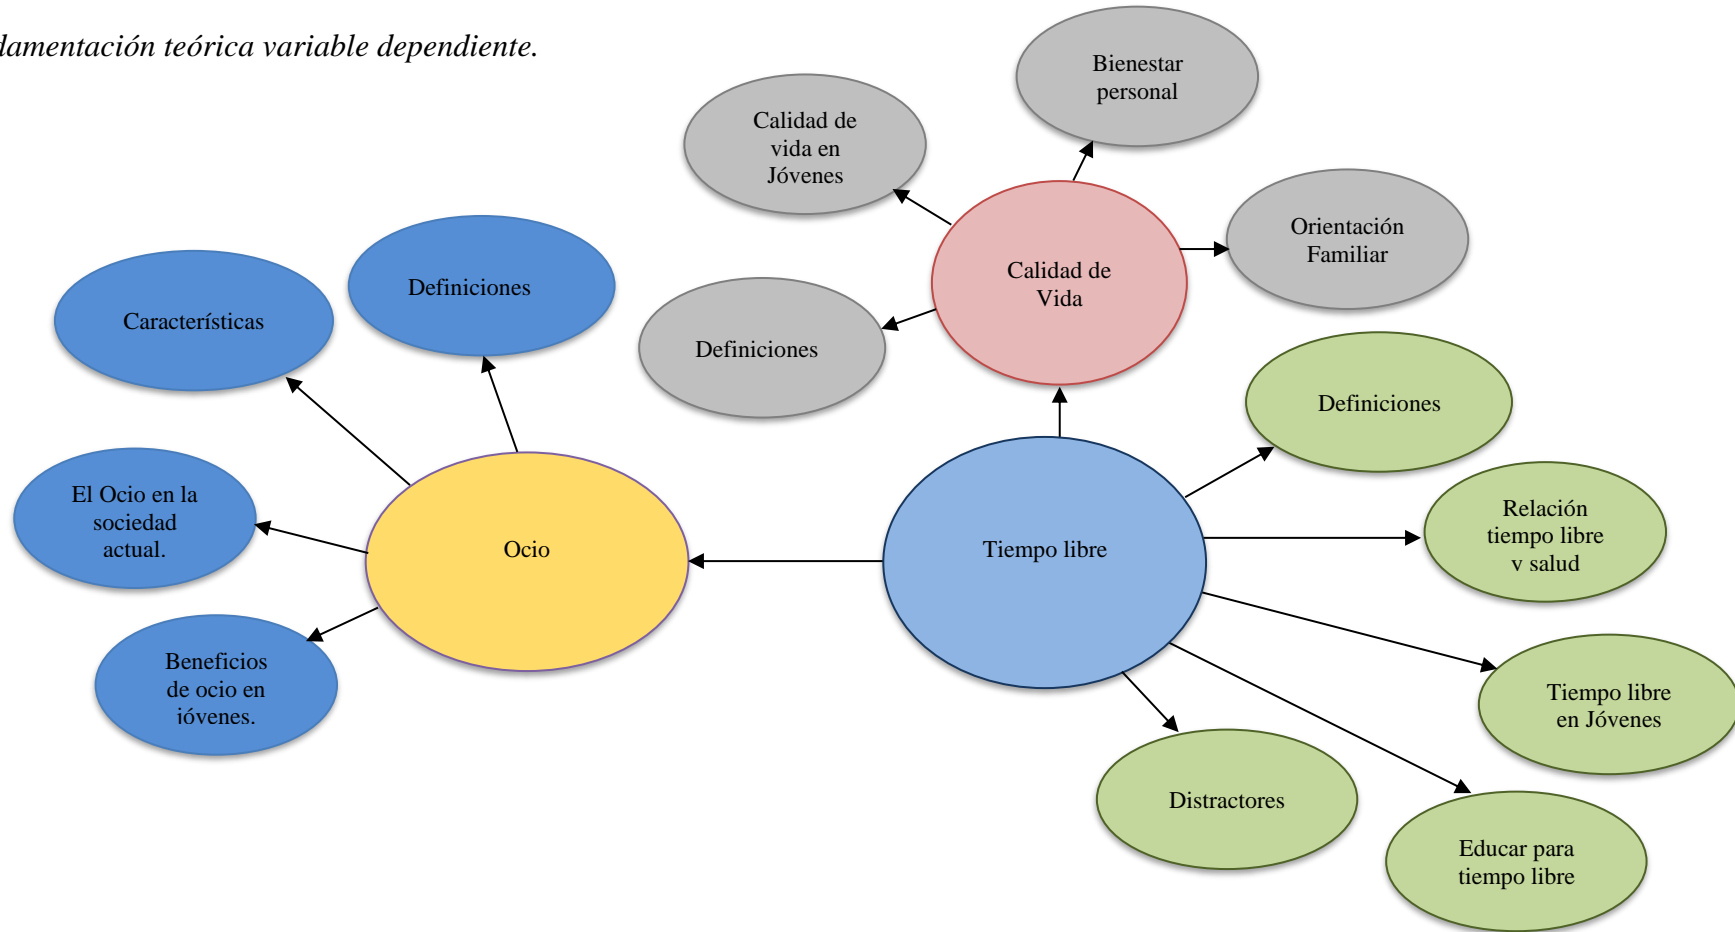 damentación teórica variable dependiente.
Bienestar
personal
Calidad de
vida en
Jóvenes
Orientación
Familiar
Calidad de
Vida
Definiciones
Características
Definiciones
Definiciones
El Ocio en la
sociedad
actual.
Ocio
Tiempo libre
Relación
tiempo libre
y salud
Beneficios
de ocio en
jóvenes.
Tiempo libre
en Jóvenes
Distractores
Educar para
tiempo libre